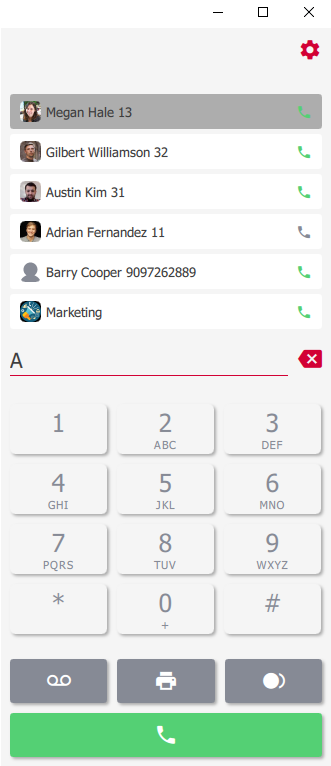 Megan Hale 13
Gilbert Williamson 32
Austin Kim 31
Adrian Fernandez 11
Barry Cooper 9097262889
Marketing
A
1 2 3
ABC DEF
4 5 6
GHI JKL MNO
7 8 9
PQRS TUV WXYZ
* 0 #
+